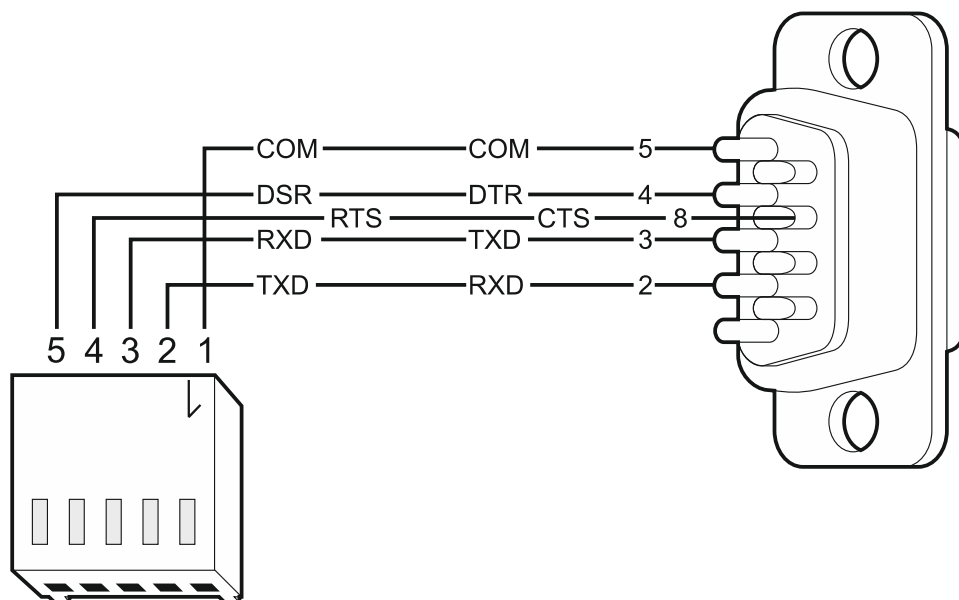 COM COM 5
DSR DTR 4
RTS CTS 8
RXD TXD 3
TXD RXD 2
5 4 3 2 1